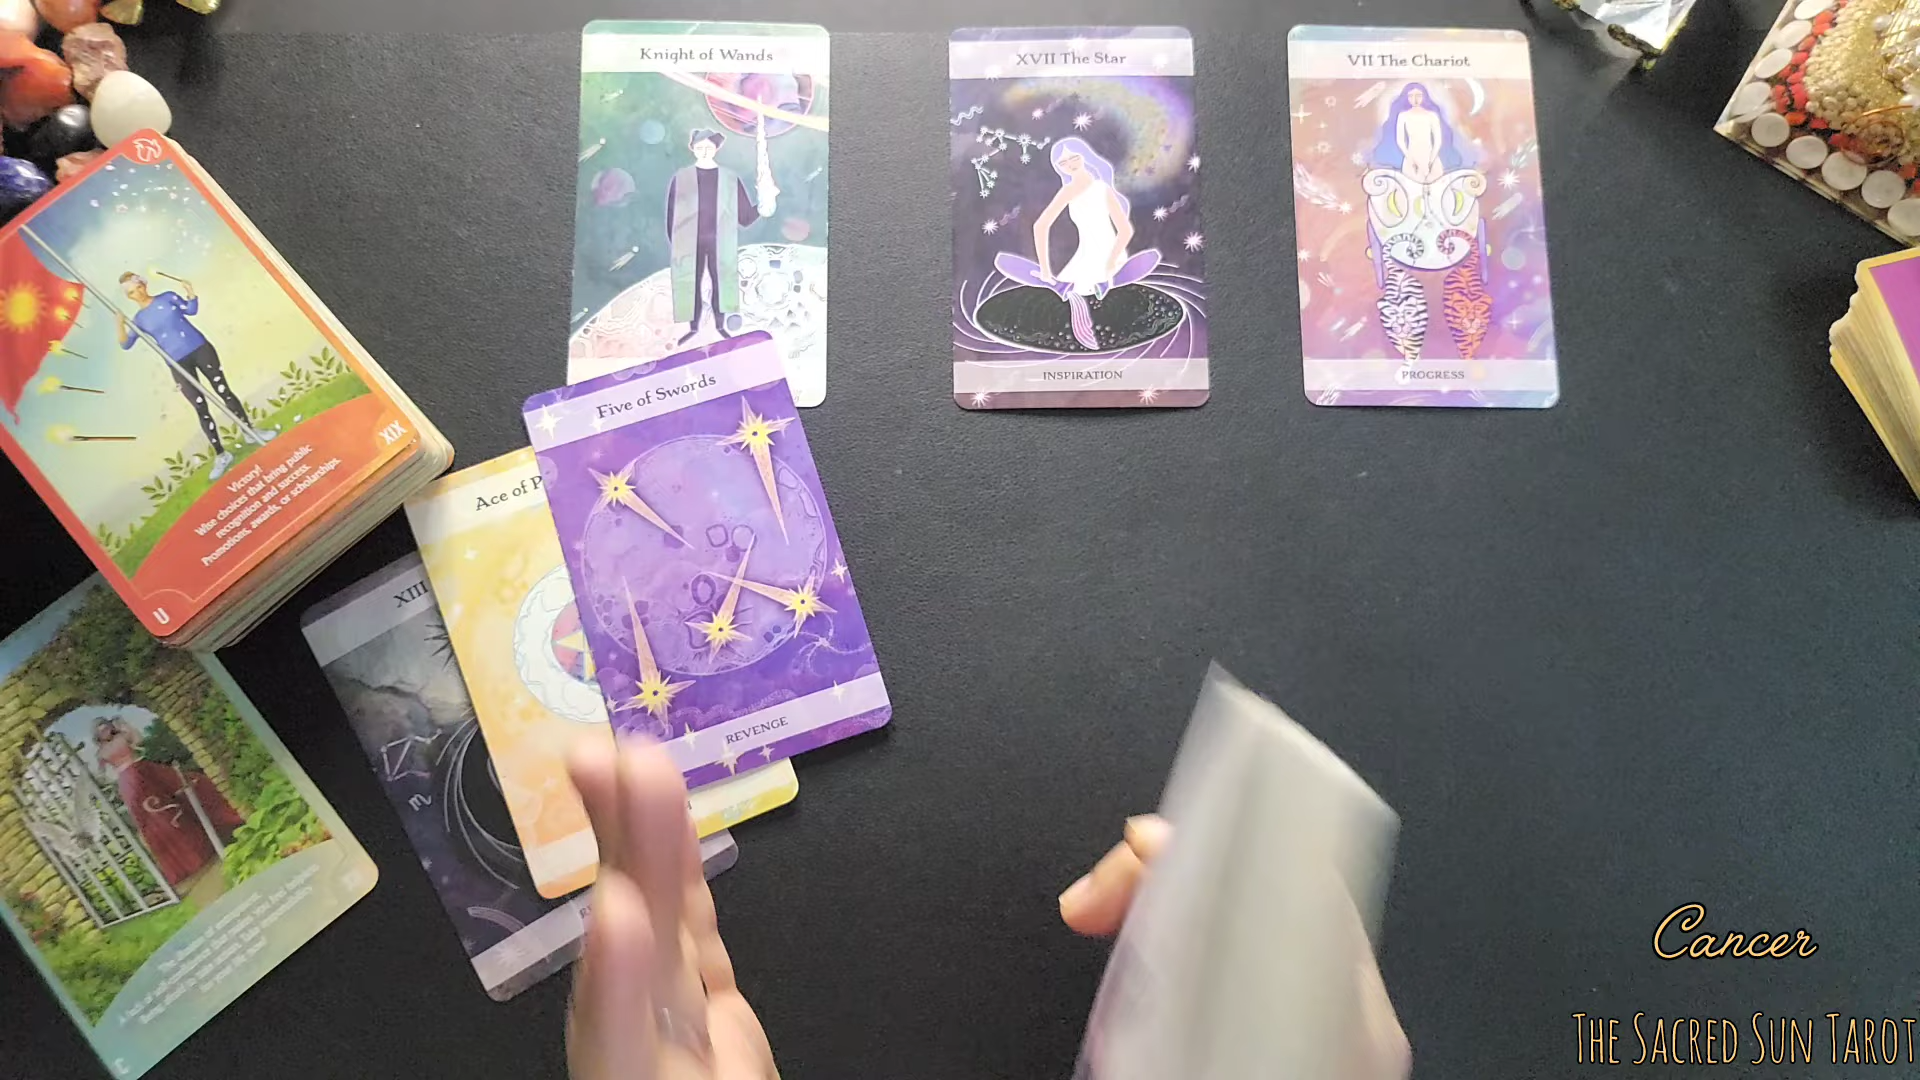 Knight of Wands
XVII The Star
INSPIRATION
VII The Chariot
PROGRESS
XIX
Victory!
Wise choices that bring public
recognition and success.
Promotions, awards, or scholarships.
U
XIII
Ace of P
Five of Swords
REVENGE
Cancer
THE SACRED SUN TAROT